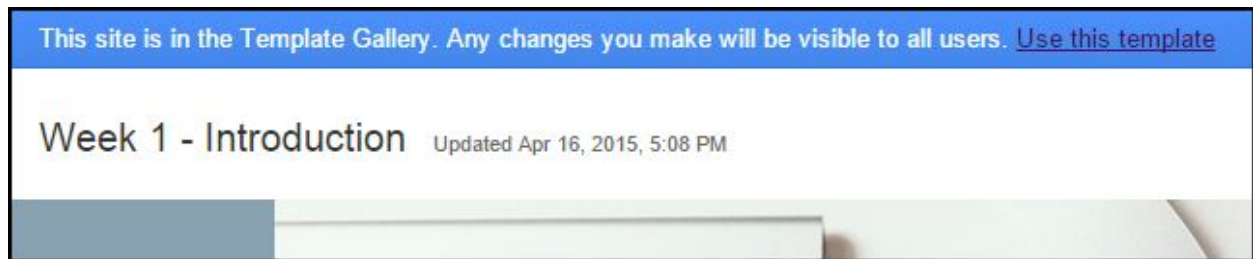 This site is in the Template Gallery. Any changes you make will be visible to all users. Use this template
Week 1 - Introduction Updated Apr 16, 2015, 5:08 PM